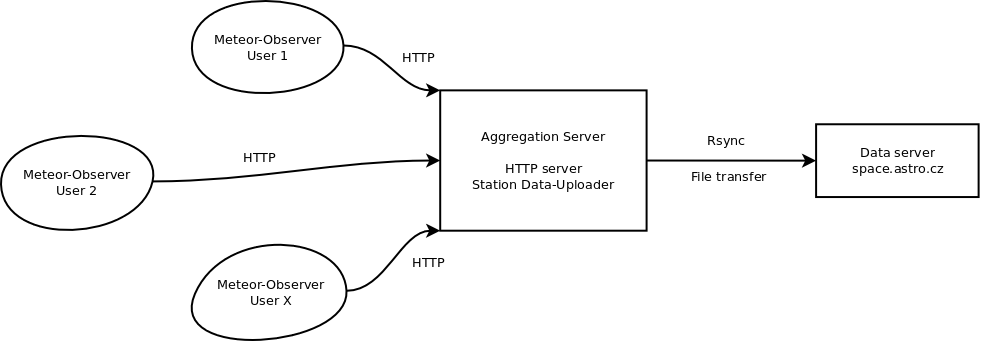 Meteor-Observer
User 1
HTTP
Meteor-Observer
User 2
HTTP
Meteor-Observer
User X
HTTP
Aggregation Server
HTTP server
Station Data-Uploader
Rsync
File transfer
Data server
space.astro.cz